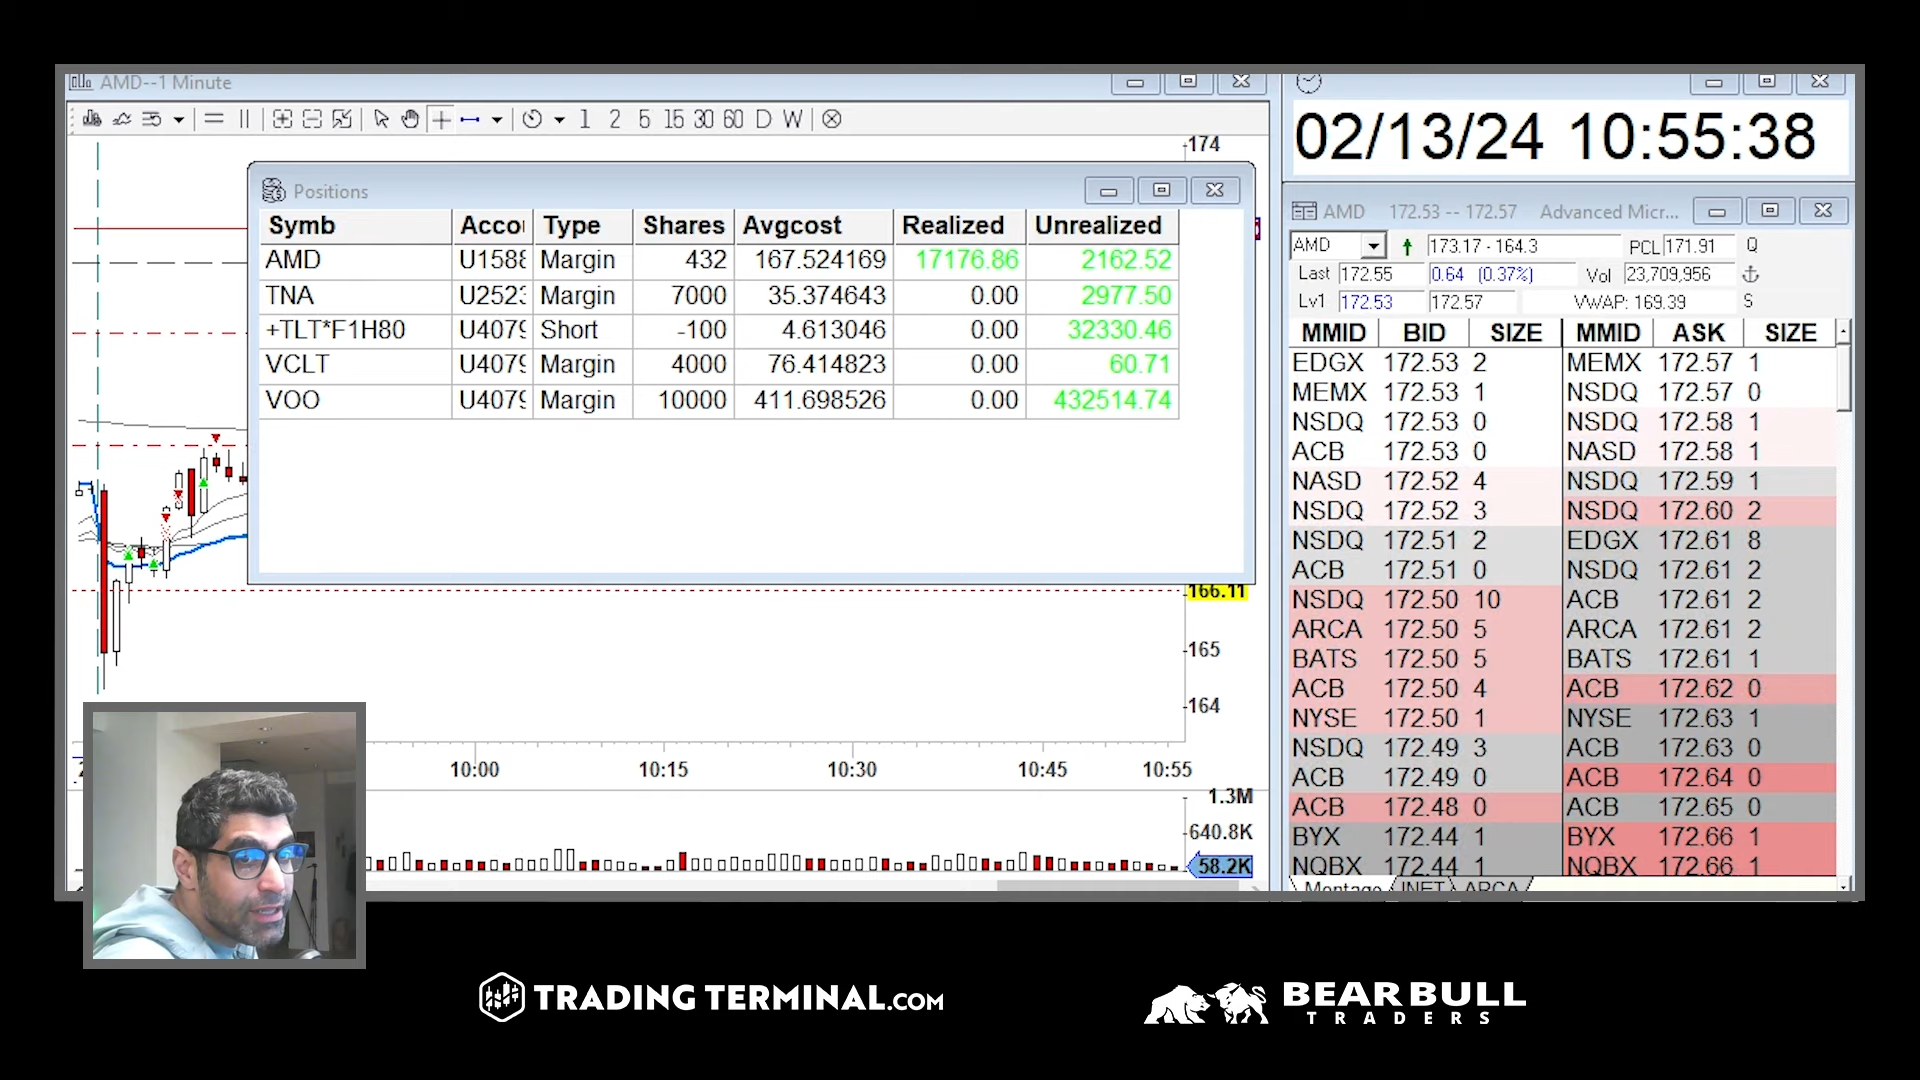 AMD--1 Minute
1 2 5 15 30 60 D W
174
Positions
Symb Type Shares Avgcost Realized Unrealized
AMD Margin 432 167.524169 17176.86 2162.52
TNA Margin 7000 35.374643 0.00 2977.50
+TLT*F1H80 Short -100 4.613046 0.00 32330.46
VCLT Margin 4000 76.414823 0.00 60.71
VOO Margin 10000 411.698526 0.00 432514.74
166.11
165
164
10:00 10:15 10:30 10:45 10:55
1.3M
640.8K
58.2K
02/13/24 10:55:38
AMD 172.53 -- 172.57 Advanced Micr...
AMD 173.17 - 164.3 PCL 171.91 Q
Last 172.55 0.64 (0.37%) Vol 23,709,956
Lv1 172.53 172.57 VWAP: 169.39 S
MMID BID SIZE MMID ASK SIZE
EDGX 172.53 2 MEMX 172.57 1
MEMX 172.53 1 NSDQ 172.57 0
NSDQ 172.53 0 NSDQ 172.58 1
ACB 172.53 0 NASD 172.58 1
NASD 172.52 4 NSDQ 172.59 1
NSDQ 172.52 3 NSDQ 172.60 2
NSDQ 172.51 2 EDGX 172.61 8
ACB 172.51 0 NSDQ 172.61 2
NSDQ 172.50 10 ACB 172.61 2
ARCA 172.50 5 ARCA 172.61 2
BATS 172.50 5 BATS 172.61 1
ACB 172.50 4 ACB 172.62 0
NYSE 172.50 1 NYSE 172.63 1
NSDQ 172.49 3 ACB 172.63 0
ACB 172.49 0 ACB 172.64 0
ACB 172.48 0 ACB 172.65 0
BYX 172.44 1 BYX 172.66 1
NQBX 172.44 1 NQBX 172.66 1
Montage INET ARCA
TRADING TERMINAL.COM
BEAR BULL
TRADERS